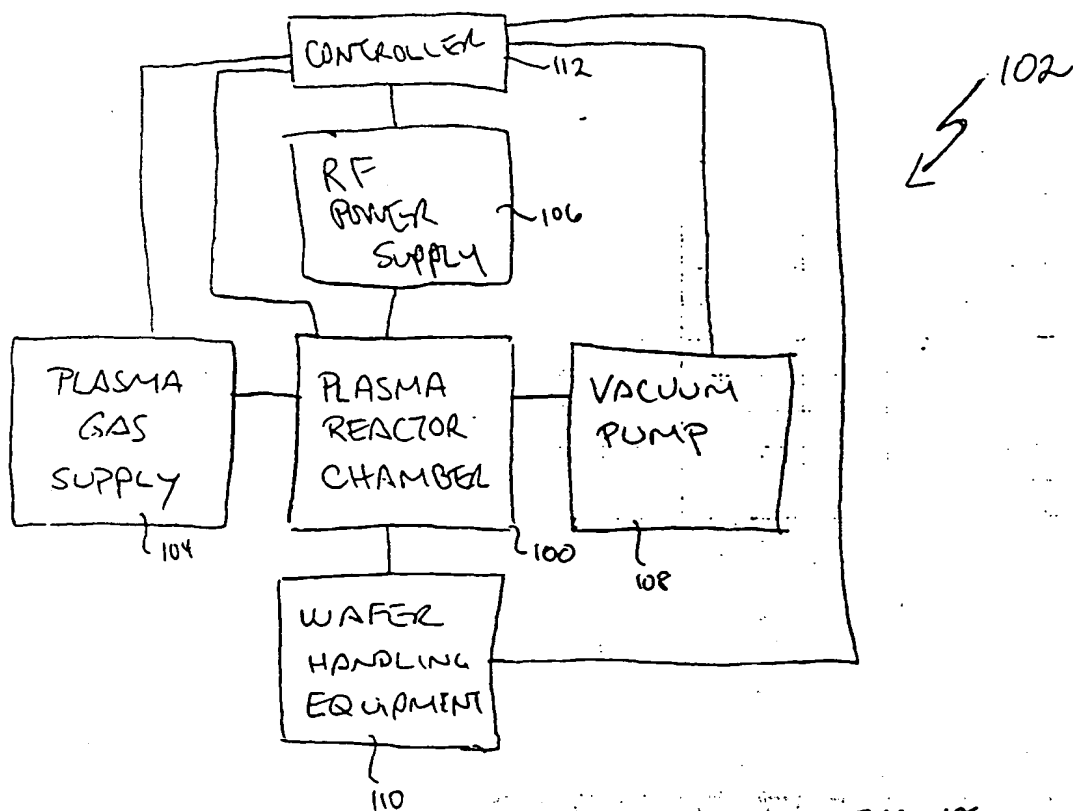 CONTROLLER
112
102
RF
POWER
SUPPLY
106
PLASMA
GAS
SUPPLY
104
PLASMA
REACTOR
CHAMBER
100
VACUUM
PUMP
108
WAFER
HANDLING
EQUIPMENT
110